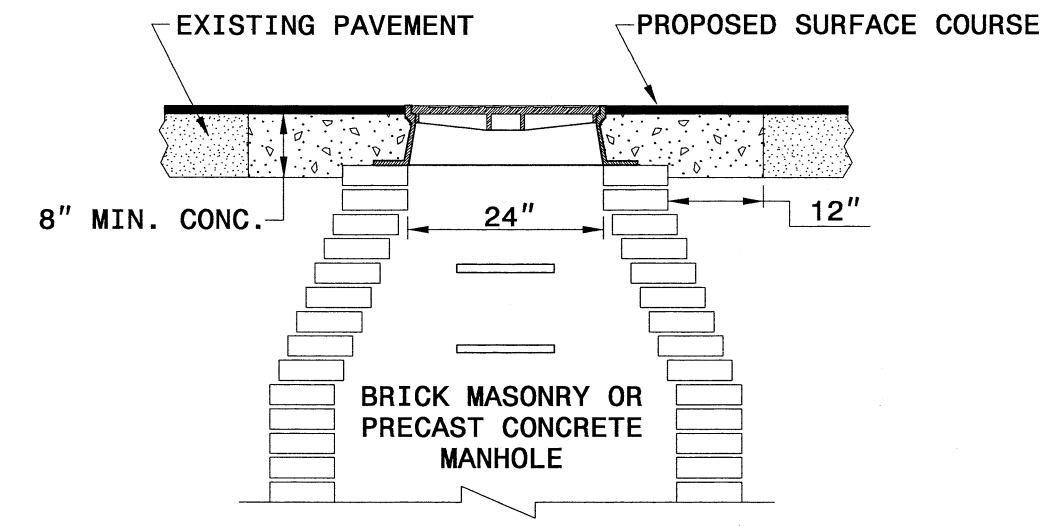 EXISTING PAVEMENT
PROPOSED SURFACE COURSE
8" MIN. CONC.
24"
12"
BRICK MASONRY OR
PRECAST CONCRETE
MANHOLE